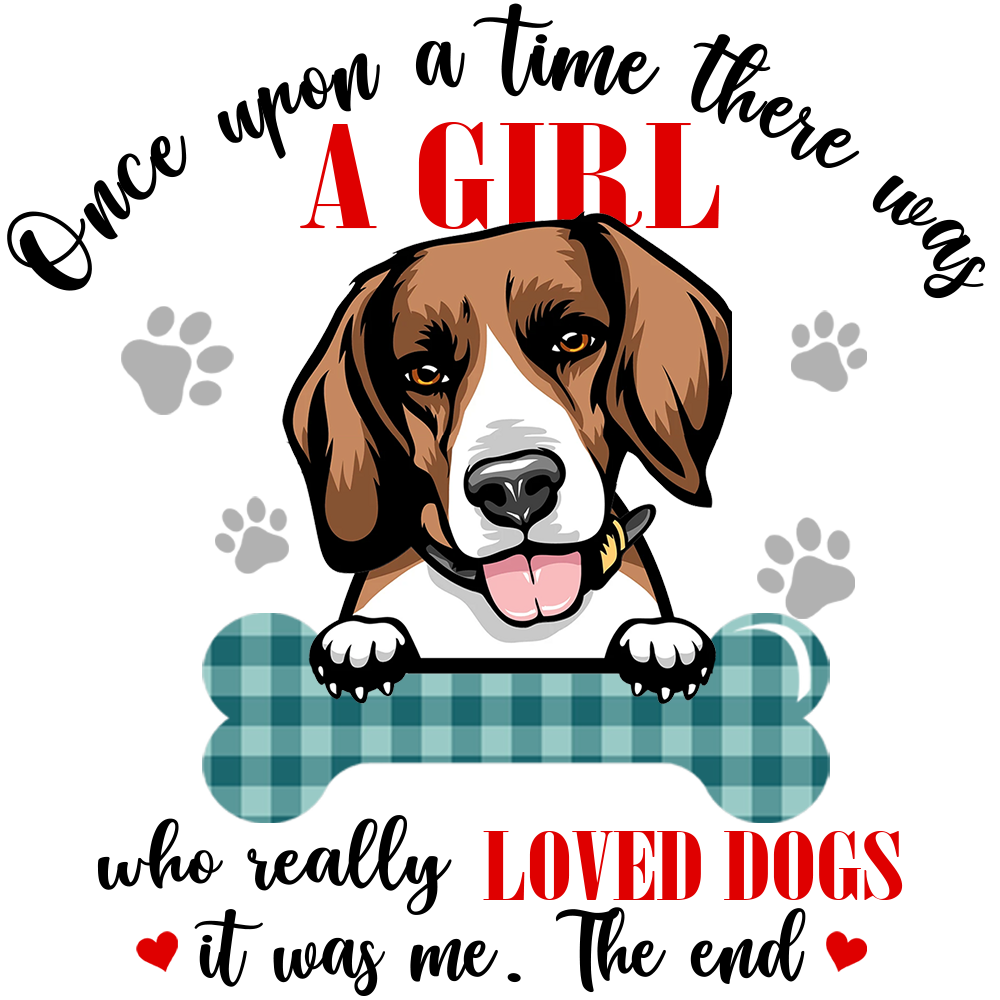 Once upon a time there was
A GIRL
who really LOVED DOGS
it was me. The end